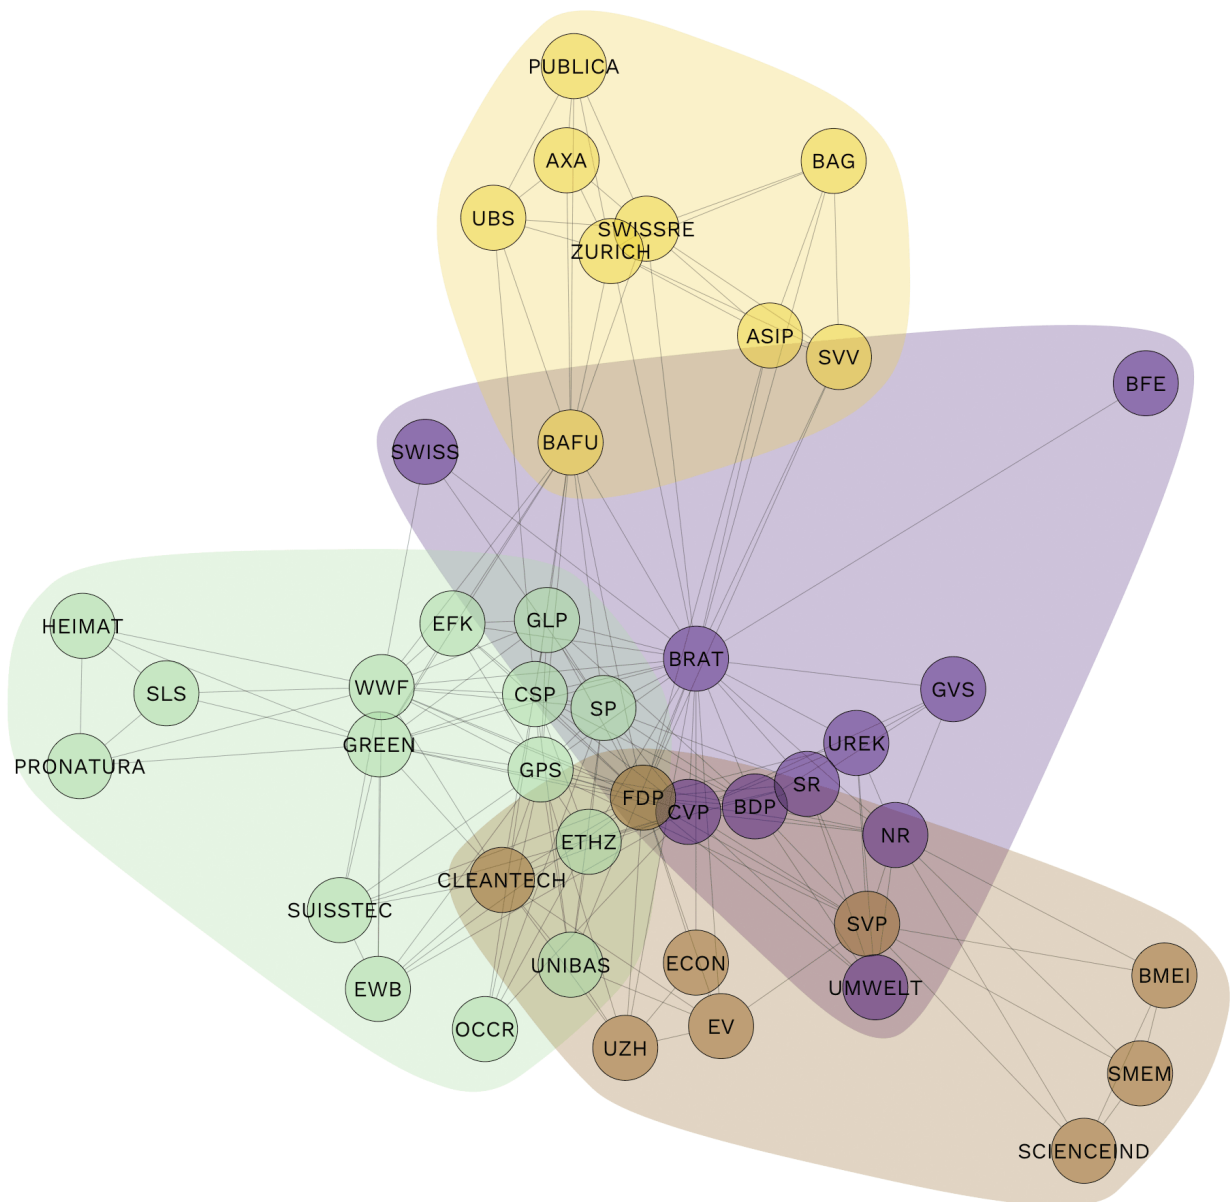 PUBLICA
AXA
BAG
UBS
SWISSRE
ZURICH
ASIP
SVV
BFE
BAFU
SWISS
HEIMAT
EFK
GLP
BRAT
WWF
SLS
CSP
SP
GVS
GREEN
UREK
PRONATURA
GPS
SR
FDP
CVP
BDP
NR
ETHZ
CLEANTECH
SUISSTEC
SVP
ECON
UNIBAS
BMEI
EWB
UMWELT
OCCR
EV
UZH
SMEM
SCIENCEIND